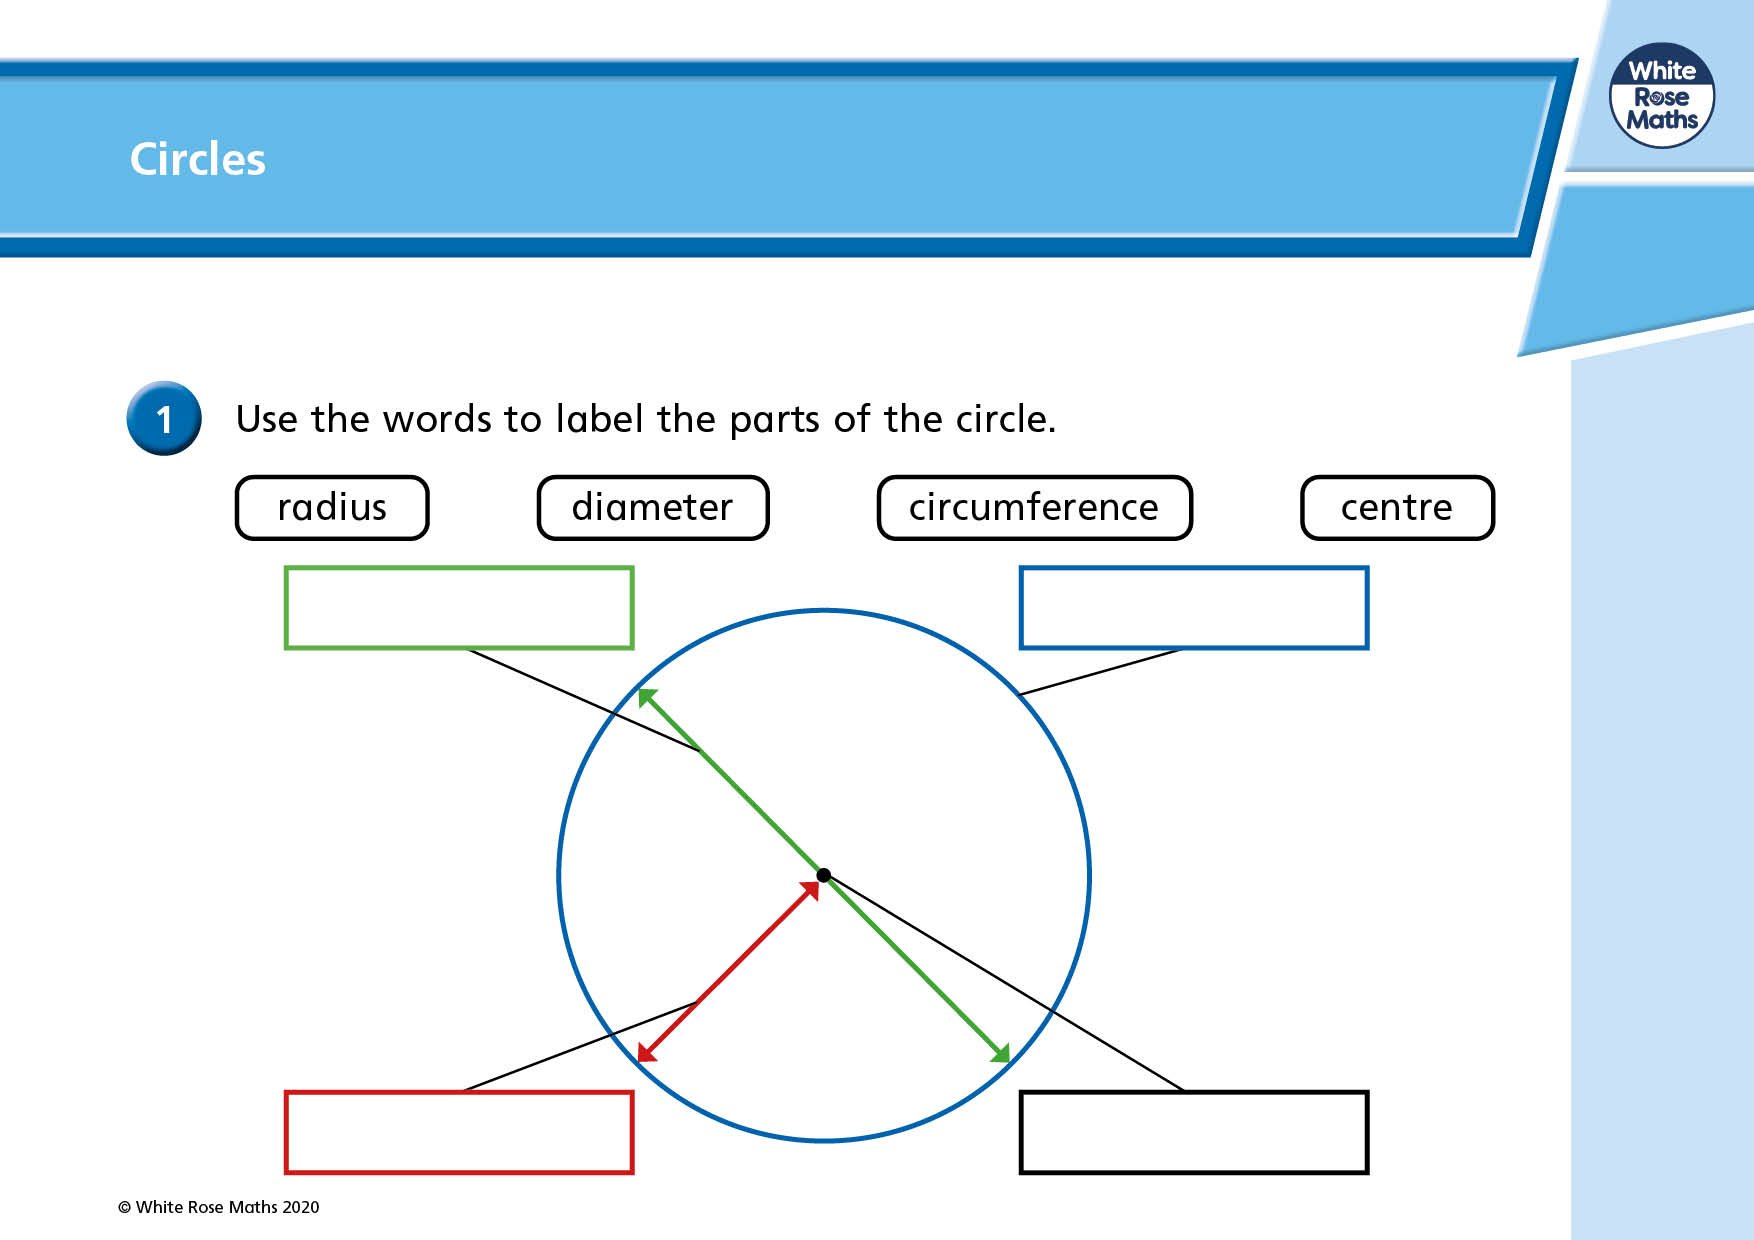 White
Rose
Maths
Circles
1 Use the words to label the parts of the circle.
radius diameter circumference centre
© White Rose Maths 2020